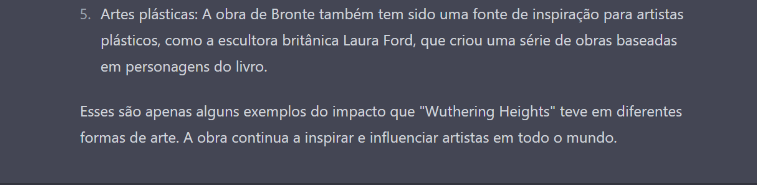 5. Artes plásticas: A obra de Bronte também tem sido uma fonte de inspiração para artistas
plásticos, como a escultora britânica Laura Ford, que criou uma série de obras baseadas
em personagens do livro.
Esses são apenas alguns exemplos do impacto que "Wuthering Heights" teve em diferentes
formas de arte. A obra continua a inspirar e influenciar artistas em todo o mundo.